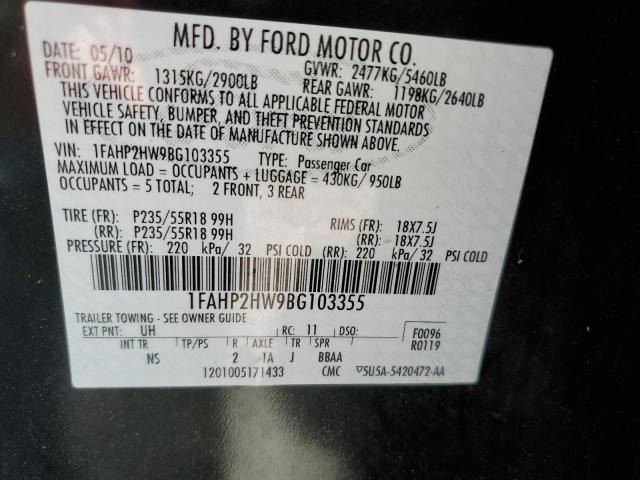 MFD. BY FORD MOTOR CO.
DATE: 05/10 GVWR: 2477KG/5460LB
FRONT GAWR: 1315KG/2900LB REAR GAWR: 1198KG/2640LB
THIS VEHICLE CONFORMS TO ALL APPLICABLE FEDERAL MOTOR
VEHICLE SAFETY, BUMPER, AND THEFT PREVENTION STANDARDS
IN EFFECT ON THE DATE OF MANUFACTURE SHOWN ABOVE.
VIN: 1FAHP2HW9BG103355 TYPE: Passenger Car
MAXIMUM LOAD = OCCUPANTS + LUGGAGE = 430KG/ 950LB
OCCUPANTS = 5 TOTAL; 2 FRONT, 3 REAR
TIRE (FR): P235/55R18 99H RIMS (FR): 18X7.5J
(RR): P235/55R18 99H (RR): 18X7.5J
PRESSURE (FR): 220 kPa/ 32 PSI COLD (RR): 220 kPa/32 PSI COLD
1FAHP2HW9BG103355
TRAILER TOWING - SEE OWNER GUIDE
EXT PNT: UH RC: 11 DSO: F0096
INT TR TP/PS R AXLE TR SPR R0119
NS 2 1A J BBAA
1201005171433 CMC ▽5U5A-5420472-AA